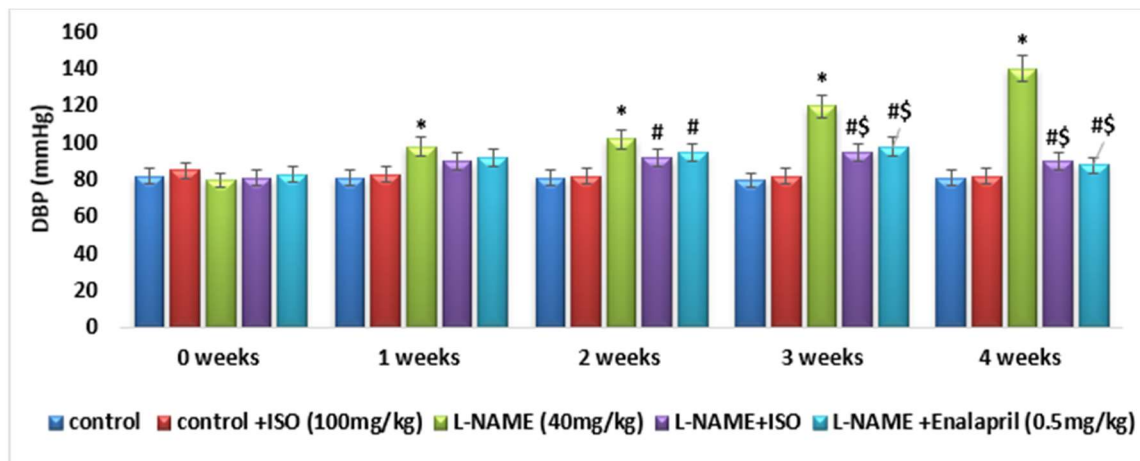 160
140
120
100
80
60
40
20
0
DBP (mmHg)
*
*
#
#
*
#$
#$
*
#$
#$
0 weeks
1 weeks
2 weeks
3 weeks
4 weeks
control
control +ISO (100mg/kg)
L-NAME (40mg/kg)
L-NAME+ISO
L-NAME +Enalapril (0.5mg/kg)